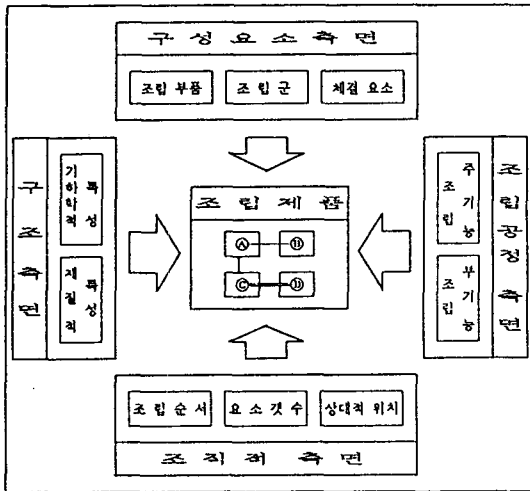 구성요소측면
조립 부품
조 립 군
체결 요소
구조측면
기하학적 특성
재질적 특성
조립제품
A
B
C
D
조립 주기능
조립 부기능
조립공정 측면
조립순서
요소갯수
상대적 위치
조직적 측면